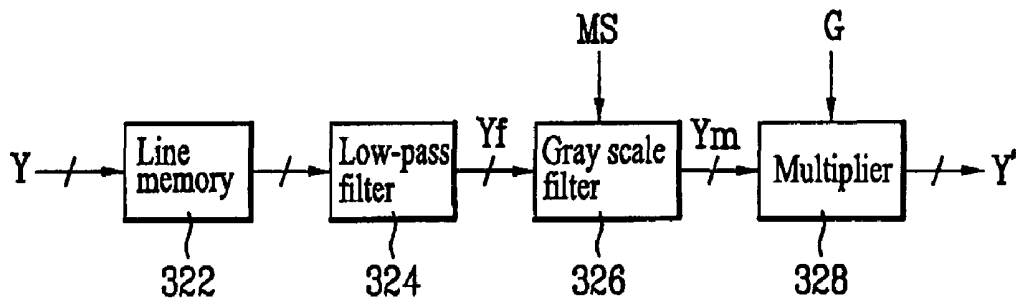 MS
G
Y
Line
memory
Low-pass
filter
Yf
Gray scale
filter
Ym
Multiplier
Y'
322
324
326
328